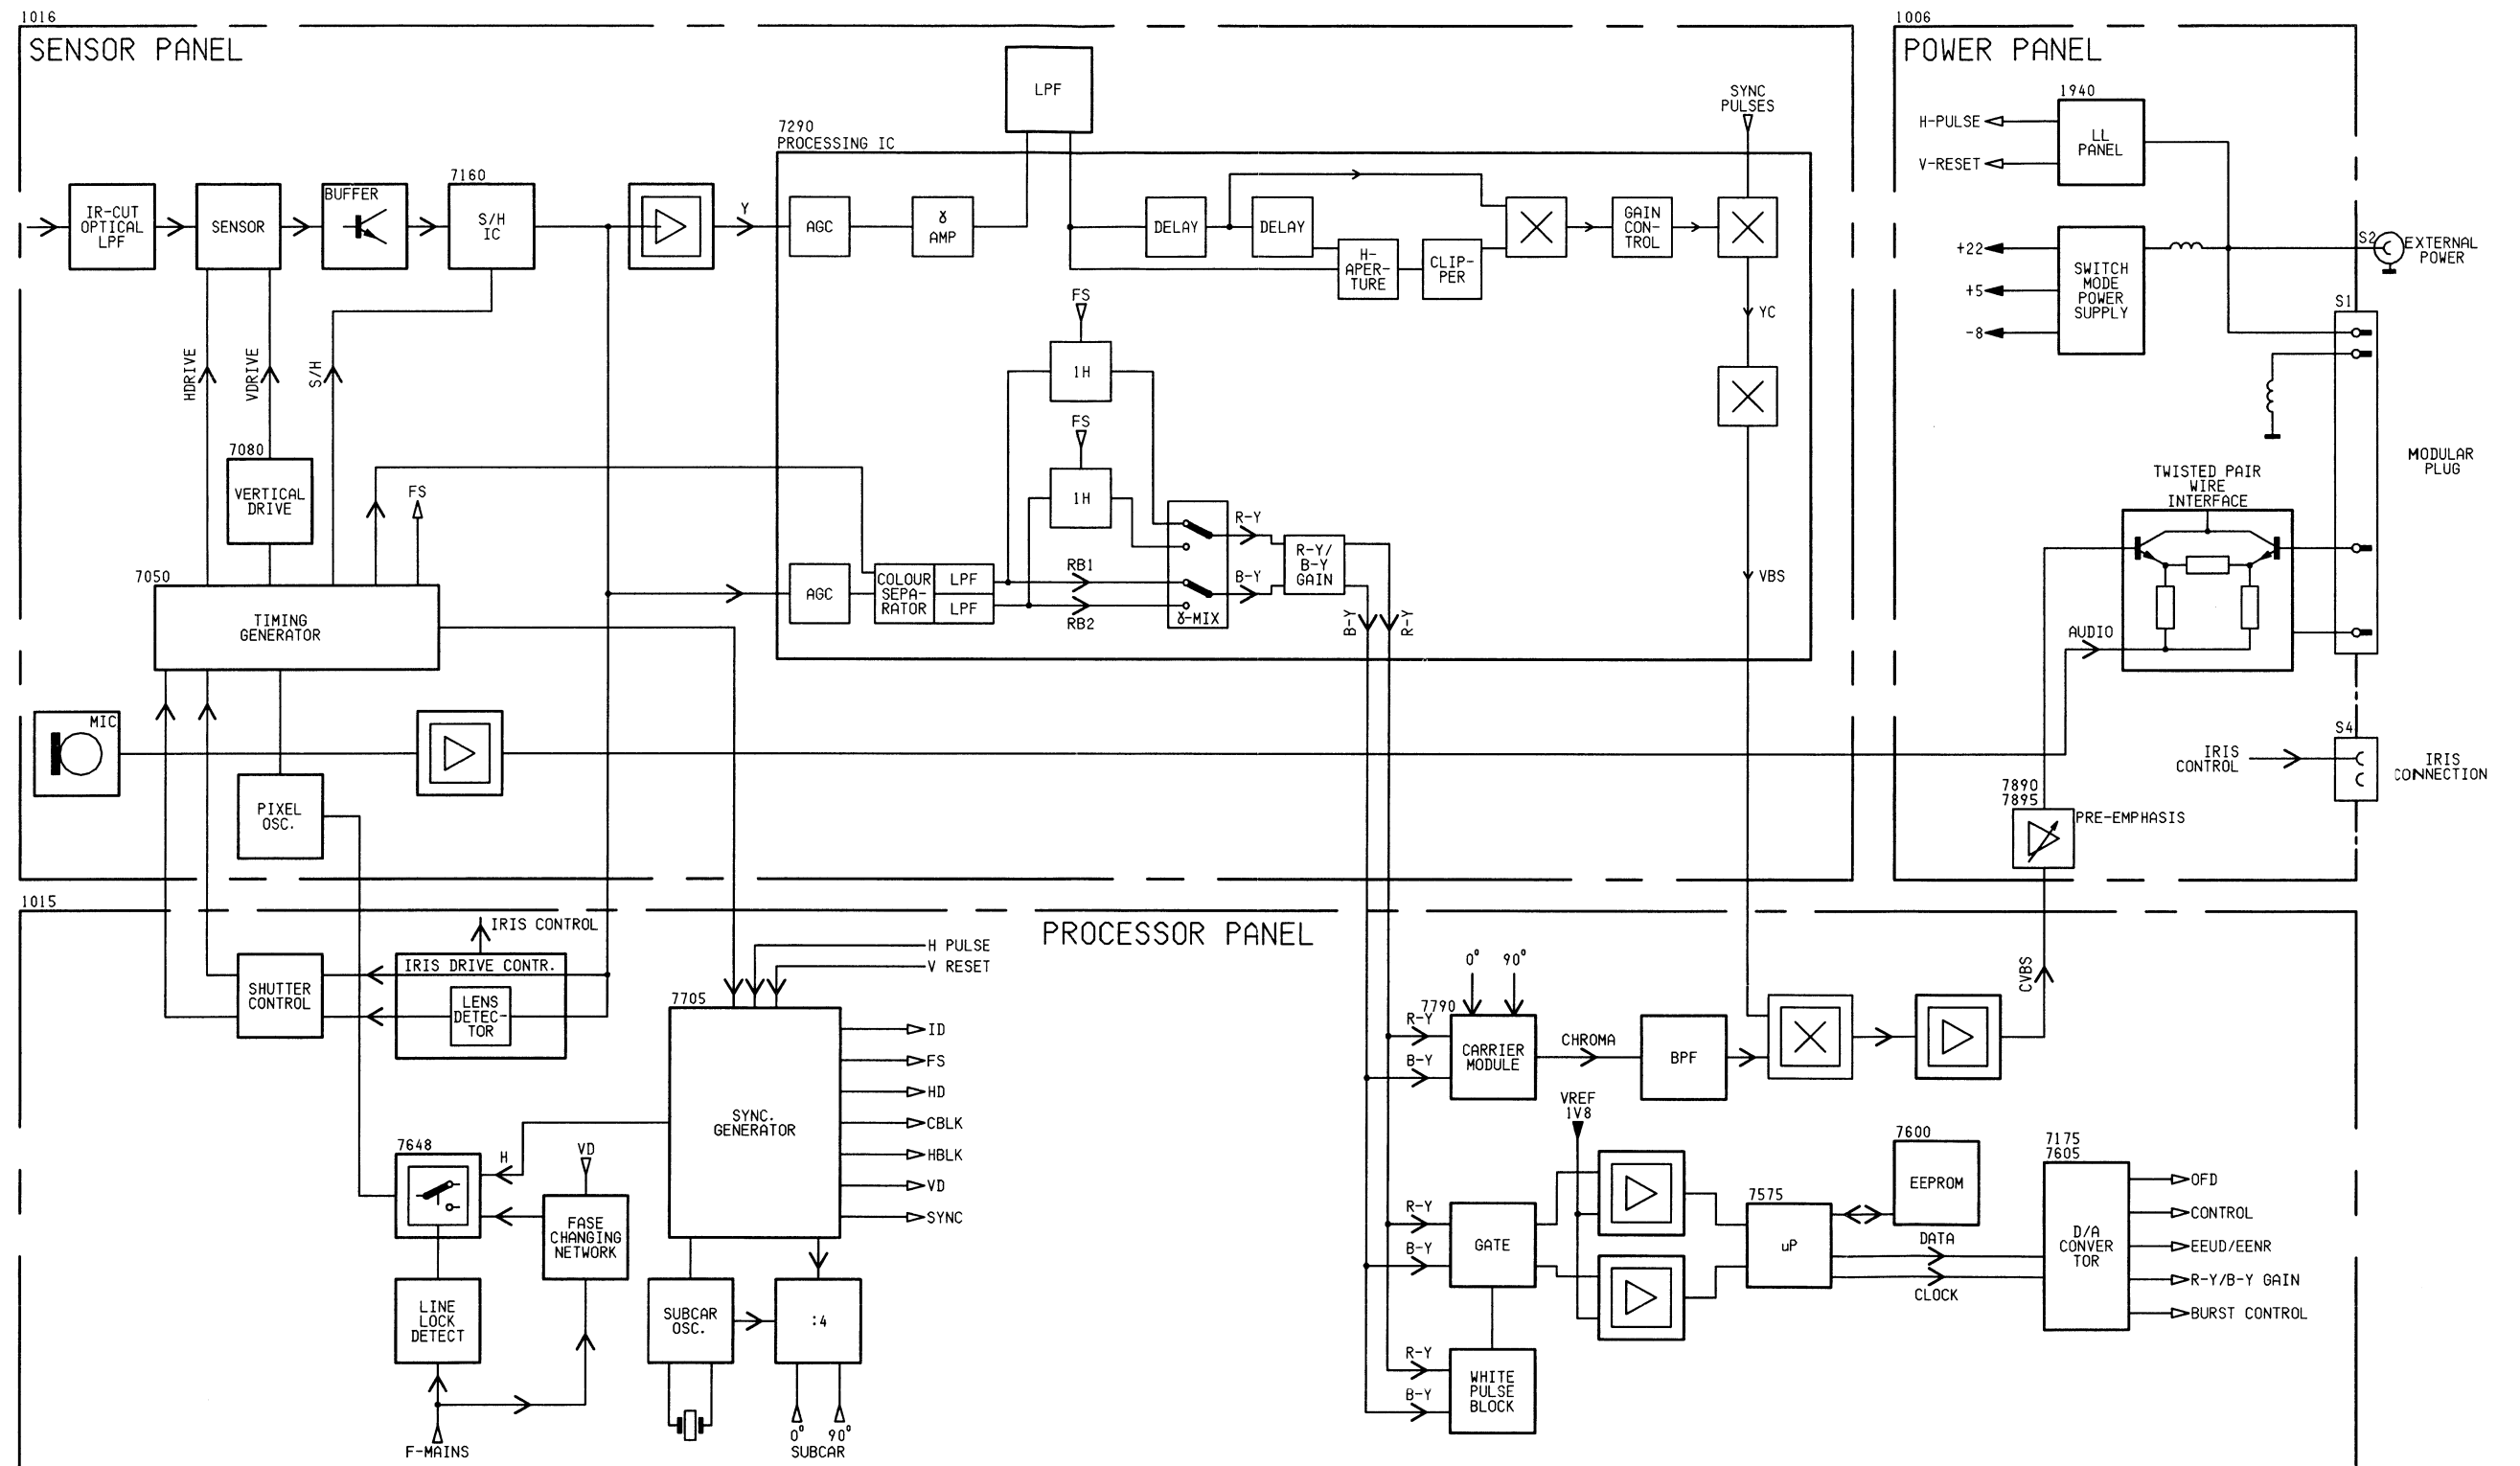 1016
SENSOR PANEL
1006
POWER PANEL
LPF
SYNC
PULSES
1940
LL
PANEL
H-PULSE
V-RESET
7290
PROCESSING IC
IR-CUT
OPTICAL
LPF
SENSOR
BUFFER
7160
S/H
IC
Y
AGC
ɣ
AMP
DELAY
DELAY
H-
APER-
TURE
CLIP-
PER
GAIN
CON-
TROL
YC
S2
EXTERNAL
POWER
+22
+5
-8
SWITCH
MODE
POWER
SUPPLY
S1
MODULAR
PLUG
HDRIVE
VDRIVE
S/H
FS
1H
FS
1H
7080
VERTICAL
DRIVE
FS
TWISTED PAIR
WIRE
INTERFACE
AUDIO
7050
TIMING
GENERATOR
AGC
COLOUR
SEPA-
RATOR
LPF
LPF
RB1
RB2
ɣ-MIX
R-Y
B-Y
R-Y/
B-Y
GAIN
B-Y
R-Y
VBS
MIC
PIXEL
OSC.
S4
IRIS
CONTROL
IRIS
CONNECTION
7890
7895
PRE-EMPHASIS
1015
PROCESSOR PANEL
IRIS CONTROL
IRIS DRIVE CONTR.
LENS
DETEC-
TOR
SHUTTER
CONTROL
H PULSE
V RESET
7705
SYNC.
GENERATOR
ID
FS
HD
CBLK
HBLK
VD
SYNC
7648
H
VD
FASE
CHANGING
NETWORK
LINE
LOCK
DETECT
F-MAINS
SUBCAR
OSC.
:4
0° 90°
SUBCAR
0° 90°
7790
R-Y
B-Y
CARRIER
MODULE
CHROMA
BPF
CVBS
VREF
1V8
R-Y
B-Y
GATE
R-Y
B-Y
WHITE
PULSE
BLOCK
7575
uP
7600
EEPROM
DATA
CLOCK
7175
7605
D/A
CONVER
TOR
OFD
CONTROL
EEUD/EENR
R-Y/B-Y GAIN
BURST CONTROL